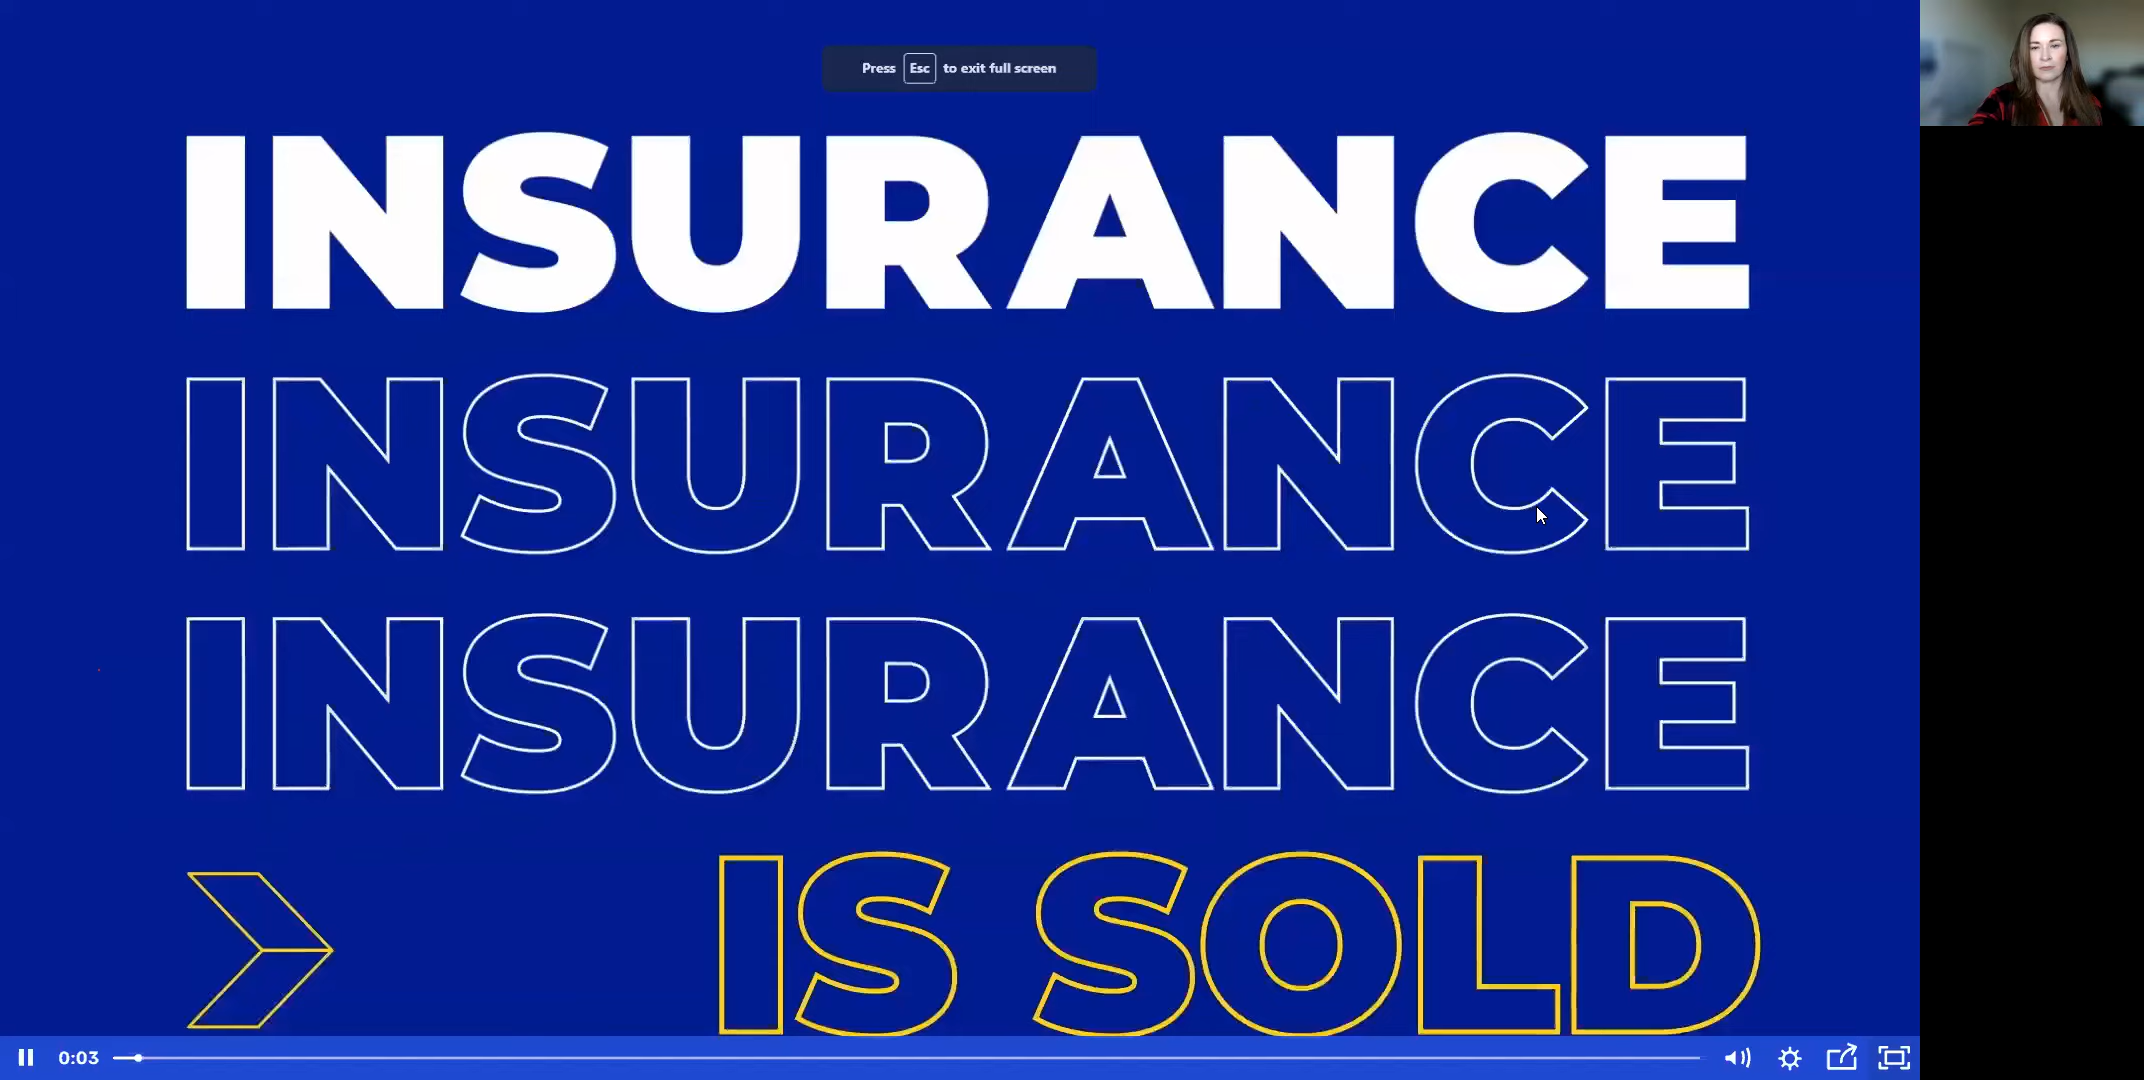 Press Esc to exit full screen
INSURANCE
INSURANCE
INSURANCE
IS SOLD
0:03